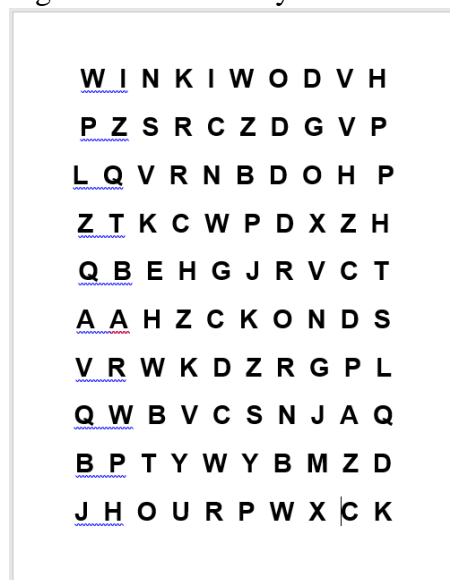 W I N K I W O D V H
P Z S R C Z D G V P
L Q V R N B D O H P
Z T K C W P D X Z H
Q B E H G J R V C T
A A H Z C K O N D S
V R W K D Z R G P L
Q W B V C S N J A Q
B P T Y W Y B M Z D
J H O U R P W X C K